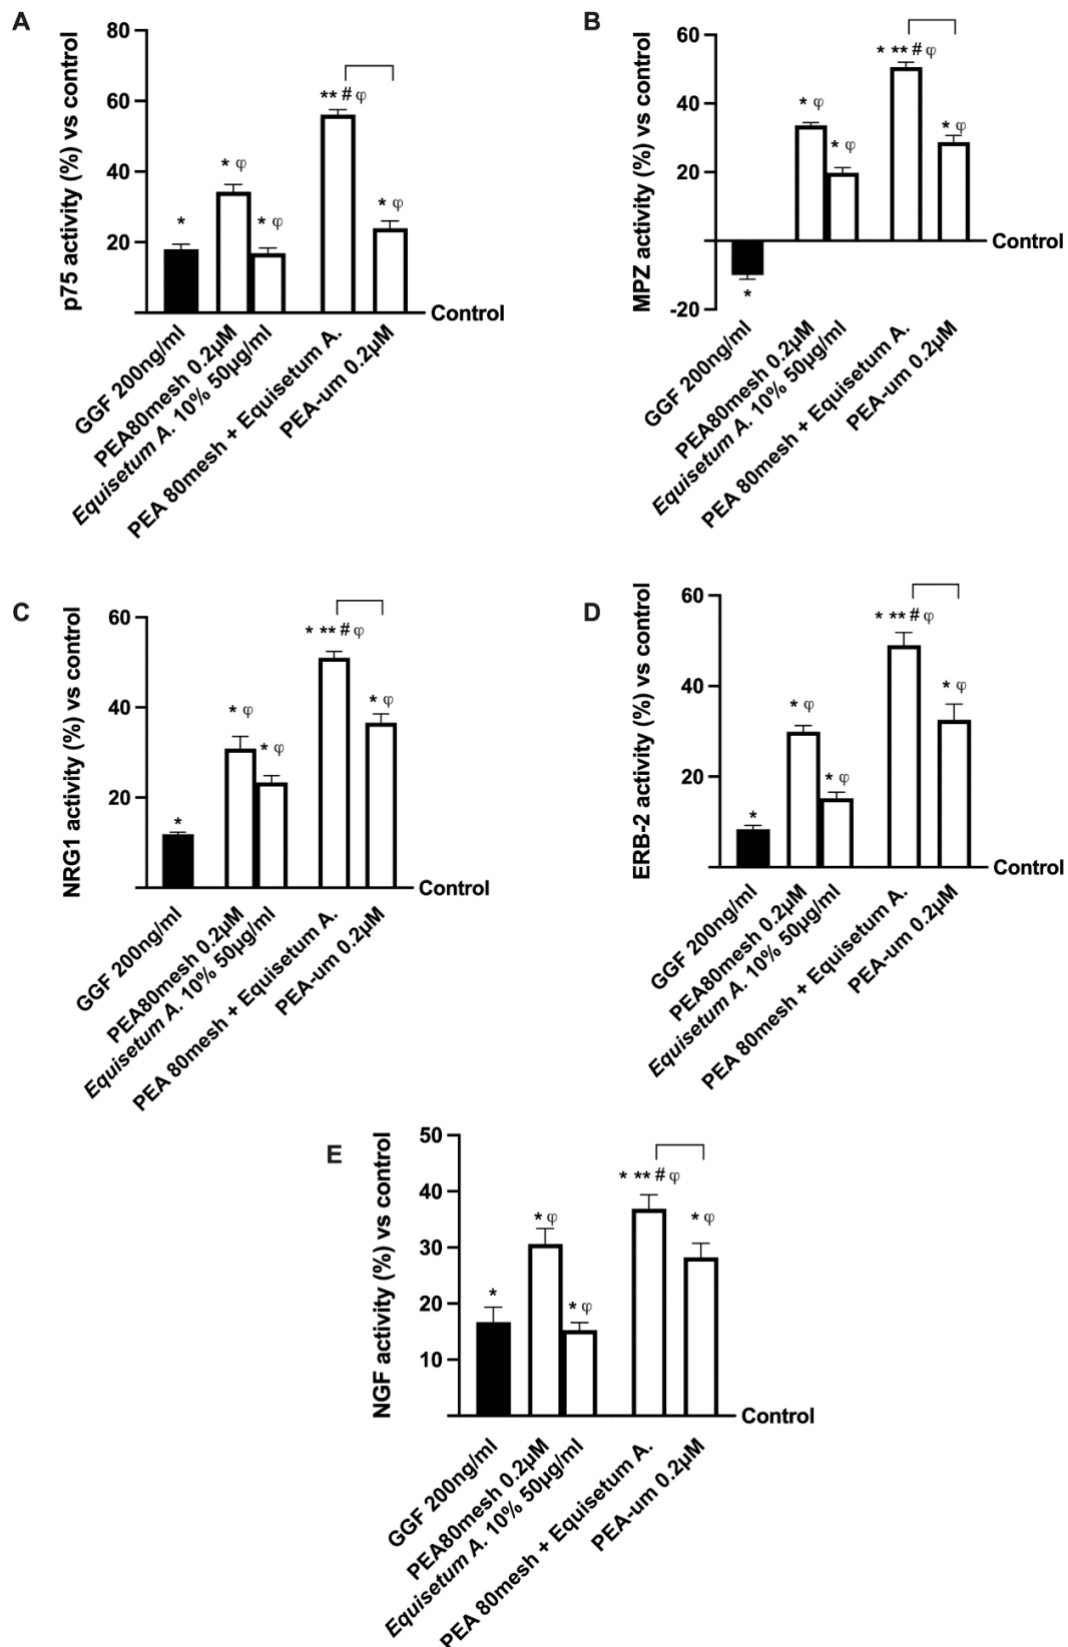 A
p75 activity (%) vs control
80
60
40
20
*
* φ
* φ
** # φ
* φ
Control
GGF 200ng/ml
PEA80mesh 0.2µM
Equisetum A. 10% 50µg/ml
PEA 80mesh + Equisetum A.
PEA-um 0.2µM
B
MPZ activity (%) vs control
60
40
20
-20
*
* φ
* φ
* ** # φ
* φ
Control
GGF 200ng/ml
PEA80mesh 0.2µM
Equisetum A. 10% 50µg/ml
PEA 80mesh + Equisetum A.
PEA-um 0.2µM
C
NRG1 activity (%) vs control
60
40
20
*
* φ
* φ
* ** # φ
* φ
Control
GGF 200ng/ml
PEA80mesh 0.2µM
Equisetum A. 10% 50µg/ml
PEA 80mesh + Equisetum A.
PEA-um 0.2µM
D
ERB-2 activity (%) vs control
60
40
20
*
* φ
* φ
* ** # φ
* φ
Control
GGF 200ng/ml
PEA80mesh 0.2µM
Equisetum A. 10% 50µg/ml
PEA 80mesh + Equisetum A.
PEA-um 0.2µM
E
NGF activity (%) vs control
50
40
30
20
10
*
* φ
* φ
* ** # φ
* φ
Control
GGF 200ng/ml
PEA80mesh 0.2µM
Equisetum A. 10% 50µg/ml
PEA 80mesh + Equisetum A.
PEA-um 0.2µM